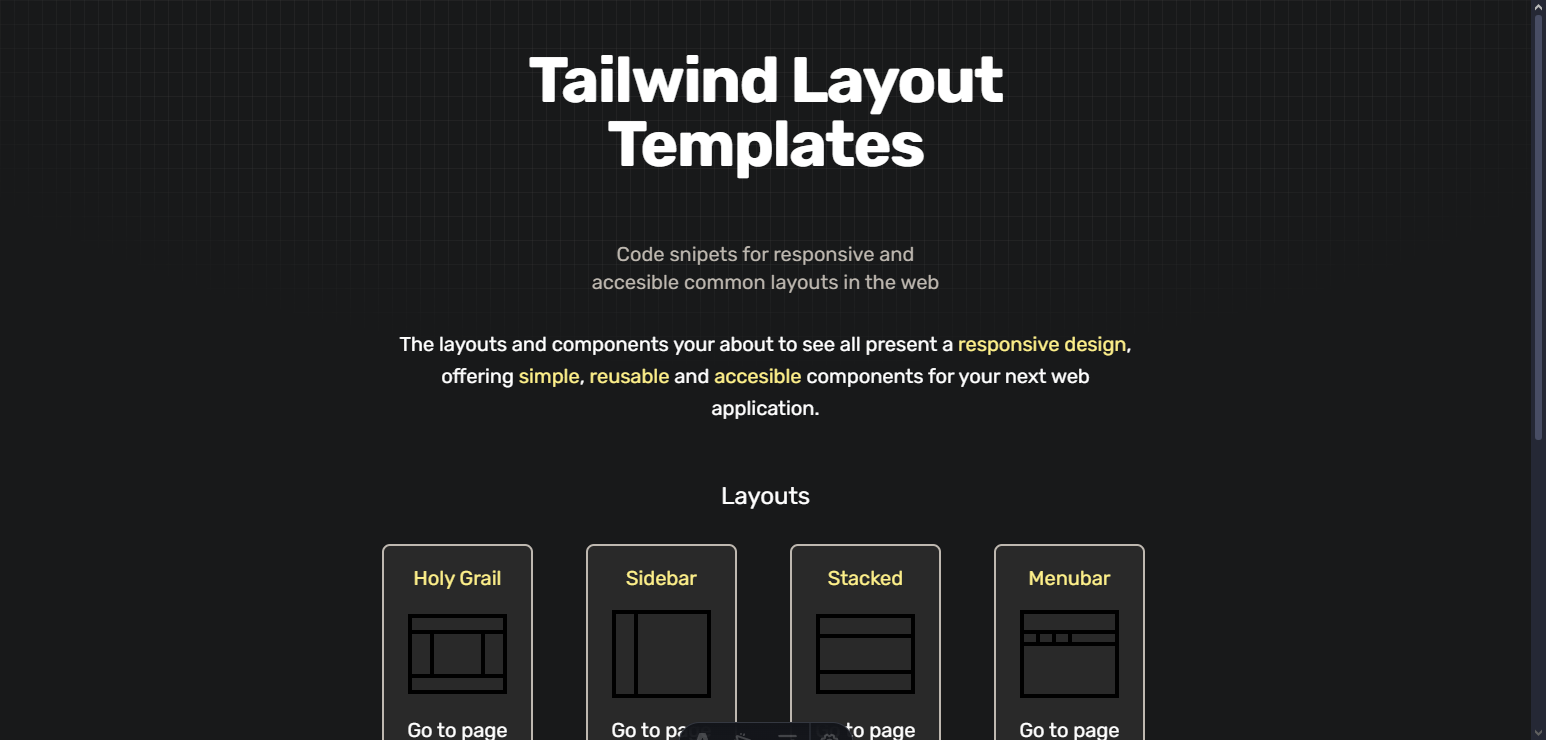 Tailwind Layout
Templates
Code snipets for responsive and
accesible common layouts in the web
The layouts and components your about to see all present a responsive design,
offering simple, reusable and accesible components for your next web
application.
Layouts
Holy Grail
Sidebar
Stacked
Menubar
Go to page
Go to pa
to page
Go to page